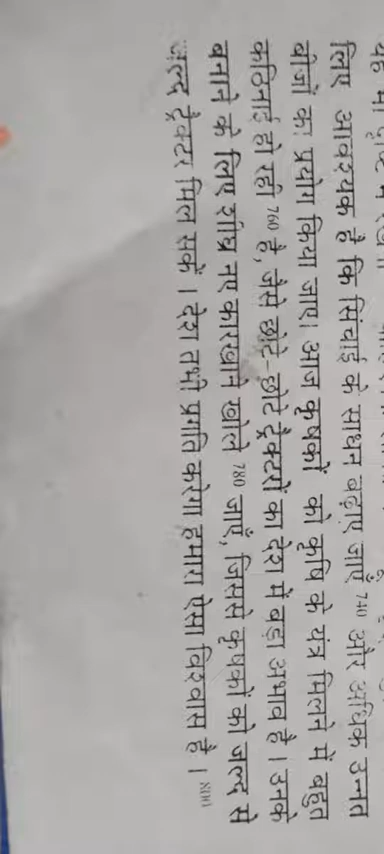 लिए आवश्यक है कि सिंचाई के साधन बढ़ाए जाएँ 740 और अधिक उन्नत
बीजों का प्रयोग किया जाए। आज कृषकों को कृषि के यंत्र मिलने में बहुत
कठिनाई हो रही 760 है, जैसे छोटे-छोटे ट्रैक्टरों का देश में बड़ा अभाव है। उनके
बनाने के लिए शीघ्र नए कारखाने खोले 780 जाएँ, जिससे कृषकों को जल्द से
जल्द ट्रैक्टर मिल सकें। देश तभी प्रगति करेगा हमारा ऐसा विश्वास है। 800